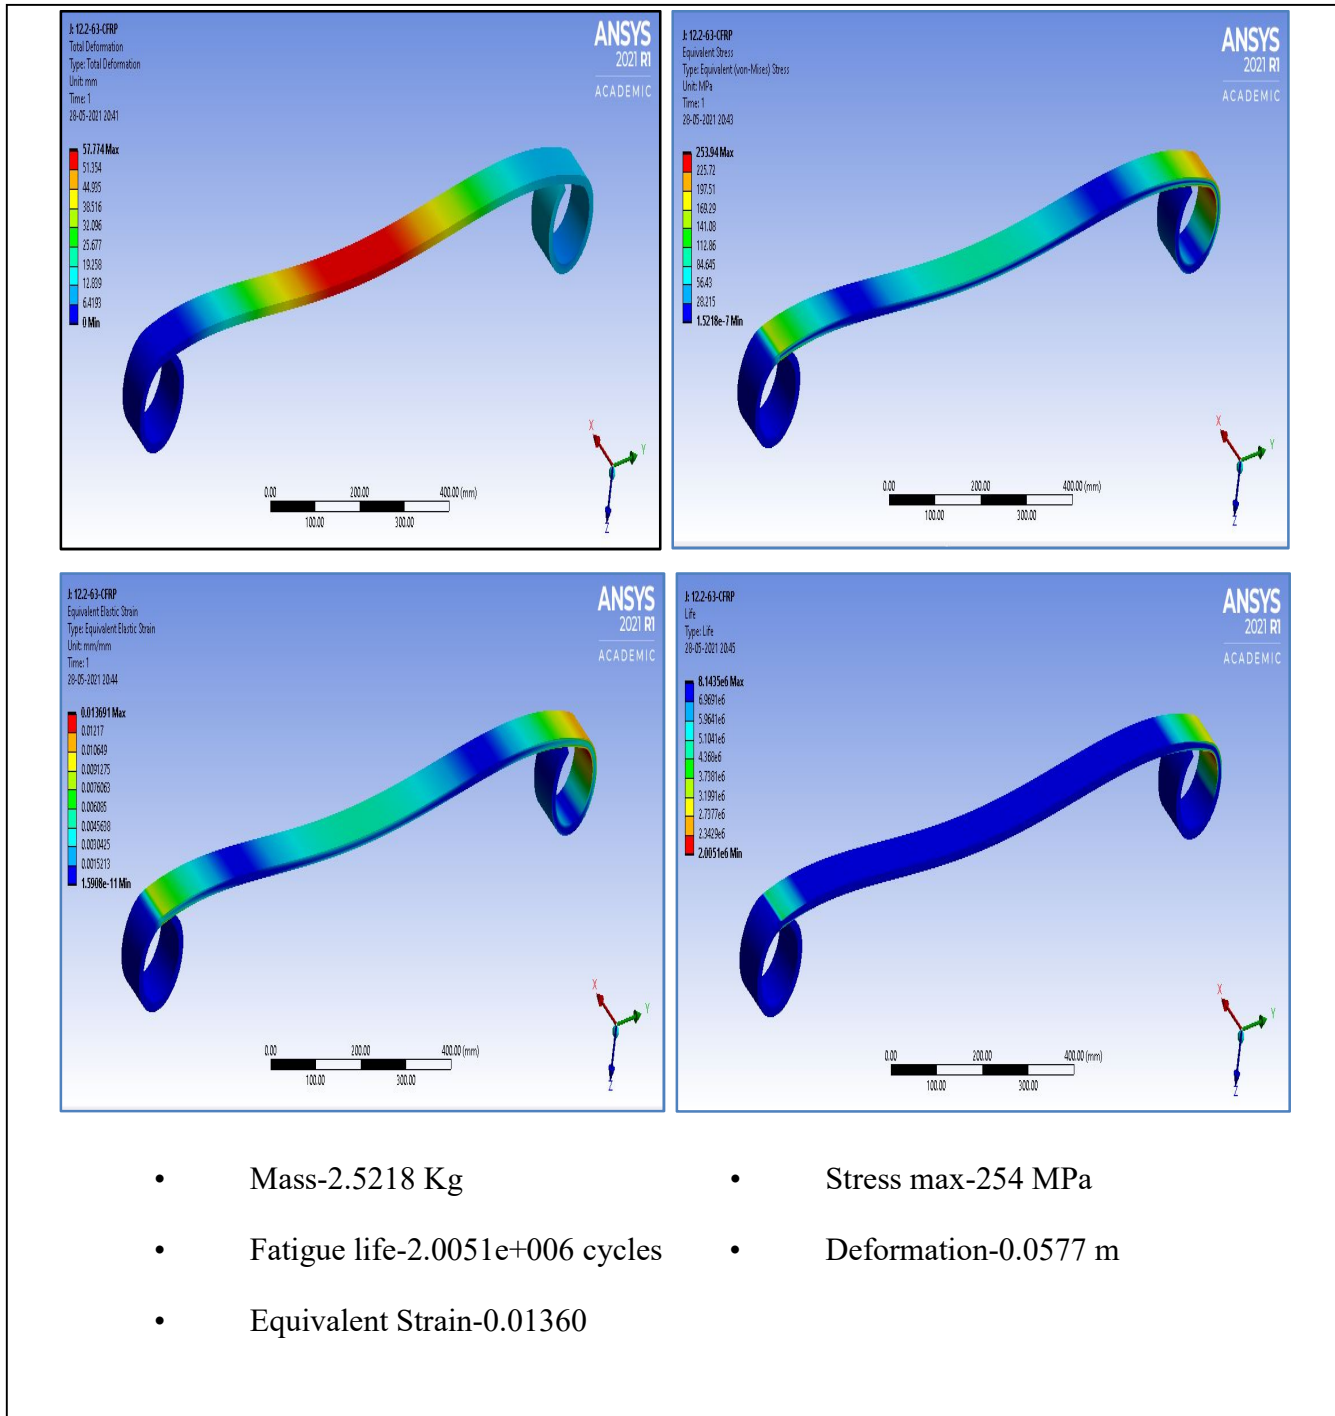 J: 12.2-63-CFRP
Total Deformation
Type: Total Deformation
Unit: mm
Time: 1
28-05-2021 20:41
57.774 Max
51.354
44.935
38.516
32.096
25.677
19.258
12.839
6.4193
0 Min
ANSYS
2021 R1
ACADEMIC
X
Y
Z
0.00 200.00 400.00 (mm)
100.00 300.00
J: 12.2-63-CFRP
Equivalent Stress
Type: Equivalent (von-Mises) Stress
Unit: MPa
Time: 1
28-05-2021 20:43
253.94 Max
225.72
197.51
169.29
141.08
112.86
84.645
56.43
28.215
1.5218e-7 Min
ANSYS
2021 R1
ACADEMIC
X
Y
Z
0.00 200.00 400.00 (mm)
100.00 300.00
J: 12.2-63-CFRP
Equivalent Elastic Strain
Type: Equivalent Elastic Strain
Unit: mm/mm
Time: 1
28-05-2021 20:44
0.013691 Max
0.01217
0.010649
0.0091275
0.0076063
0.006085
0.0045638
0.0030425
0.0015213
1.5908e-11 Min
ANSYS
2021 R1
ACADEMIC
X
Y
Z
0.00 200.00 400.00 (mm)
100.00 300.00
J: 12.2-63-CFRP
Life
Type: Life
28-05-2021 20:45
8.1435e6 Max
6.9691e6
5.9641e6
5.1041e6
4.368e6
3.7381e6
3.1991e6
2.7377e6
2.3429e6
2.0051e6 Min
ANSYS
2021 R1
ACADEMIC
X
Y
Z
0.00 200.00 400.00 (mm)
100.00 300.00
• Mass-2.5218 Kg
• Fatigue life-2.0051e+006 cycles
• Equivalent Strain-0.01360
• Stress max-254 MPa
• Deformation-0.0577 m